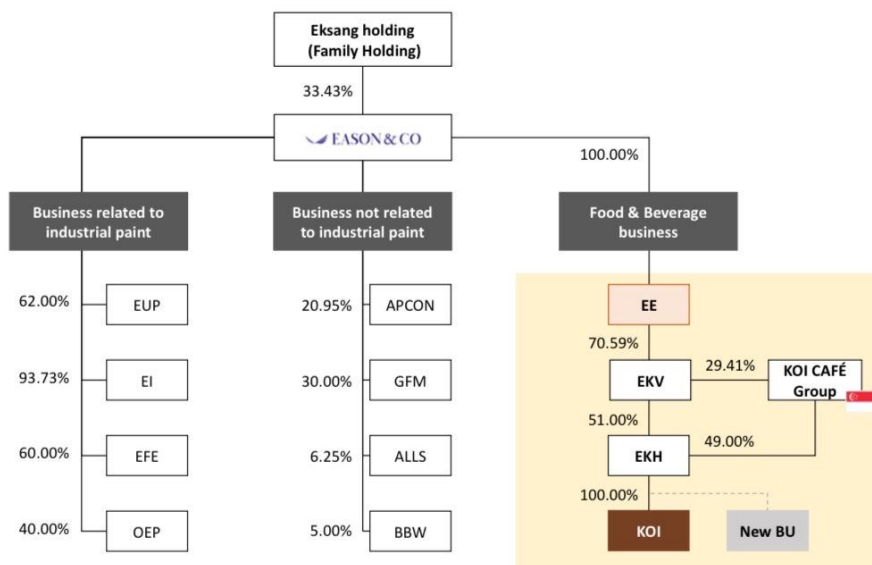 Eksang holding
(Family Holding)
33.43%
EASON & CO
100.00%
Business related to
industrial paint
Business not related
to industrial paint
Food & Beverage
business
62.00%
EUP
93.73%
EI
60.00%
EFE
40.00%
OEP
20.95%
APCON
30.00%
GFM
6.25%
ALLS
5.00%
BBW
EE
70.59%
EKV
29.41%
KOI CAFÉ
Group
51.00%
EKH
49.00%
100.00%
KOI
New BU